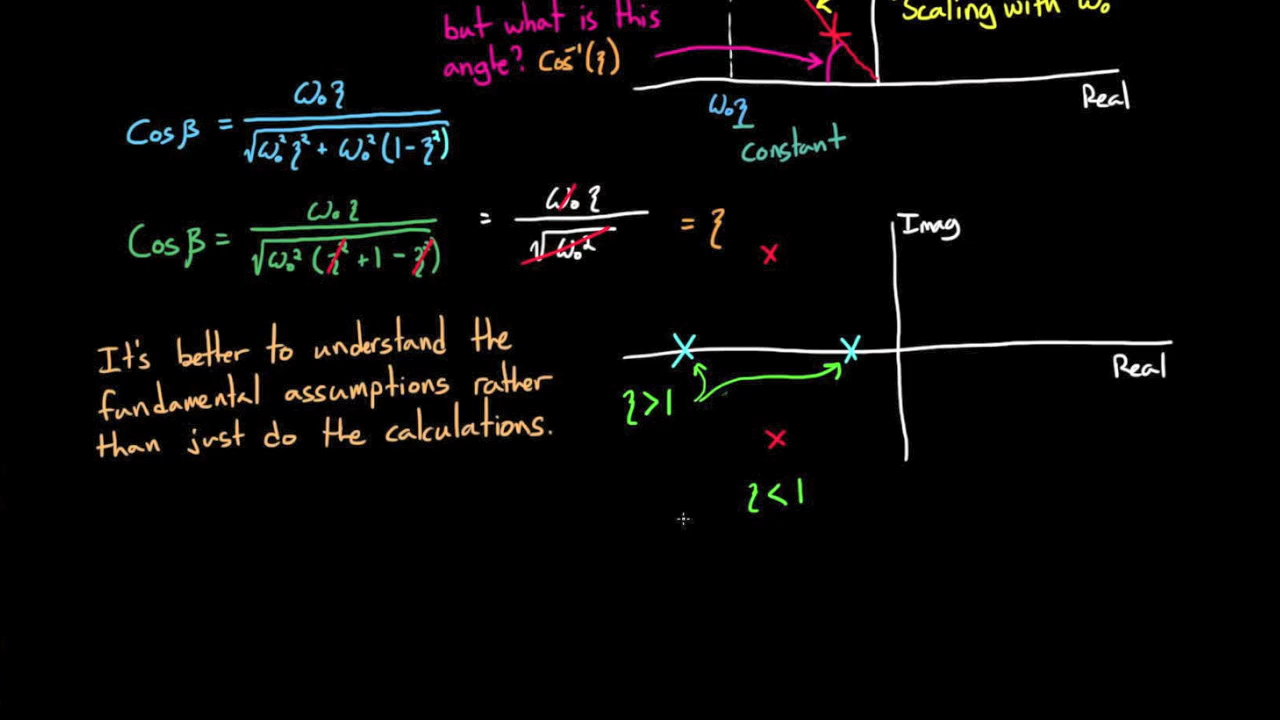 Scaling with ω₀
but what is this
angle? Cos⁻¹(ζ)
Real
ω₀ζ
constant
Cos β = ω₀ζ / √(ω₀²ζ² + ω₀²(1-ζ²))
Cos β = ω₀ζ / √(ω₀²(ζ² + 1 - ζ²)) = ω₀ζ / √(ω₀²) = ζ
Imag
Real
ζ>1
ζ<1
It's better to understand the
fundamental assumptions rather
than just do the calculations.